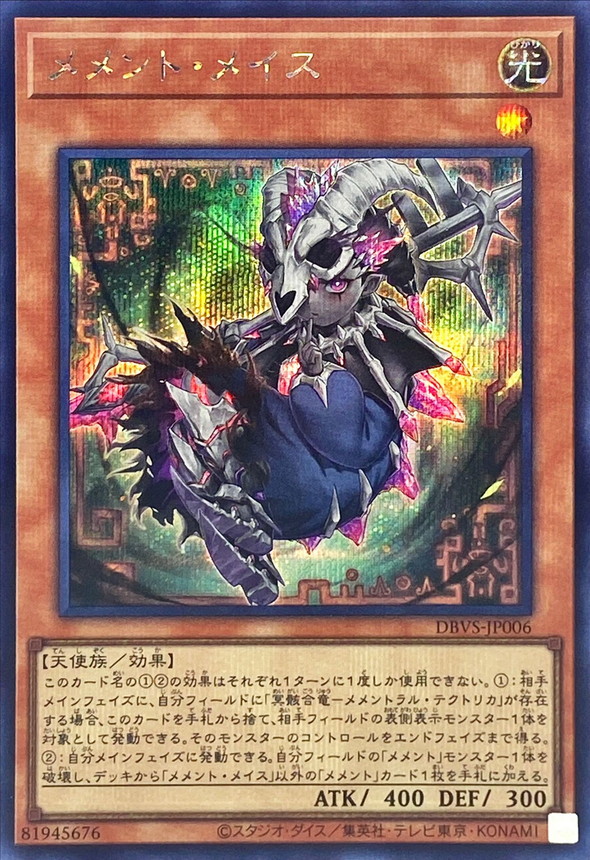 メメント・メイス
光
DBVS-JP006
【天使族／効果】
このカード名の①②の効果はそれぞれ1ターンに1度しか使用できない。①：相手
メインフェイズに、自分フィールドに「冥骸合竜－メメントラル・テクトリカ」が存在
する場合、このカードを手札から捨て、相手フィールドの表側表示モンスター1体を
対象として発動できる。そのモンスターのコントロールをエンドフェイズまで得る。
②：自分メインフェイズに発動できる。自分フィールドの「メメント」モンスター1体を
破壊し、デッキから「メメント・メイス」以外の「メメント」カード1枚を手札に加える。
ATK/ 400 DEF/ 300
81945676
©スタジオ・ダイス／集英社・テレビ東京・KONAMI